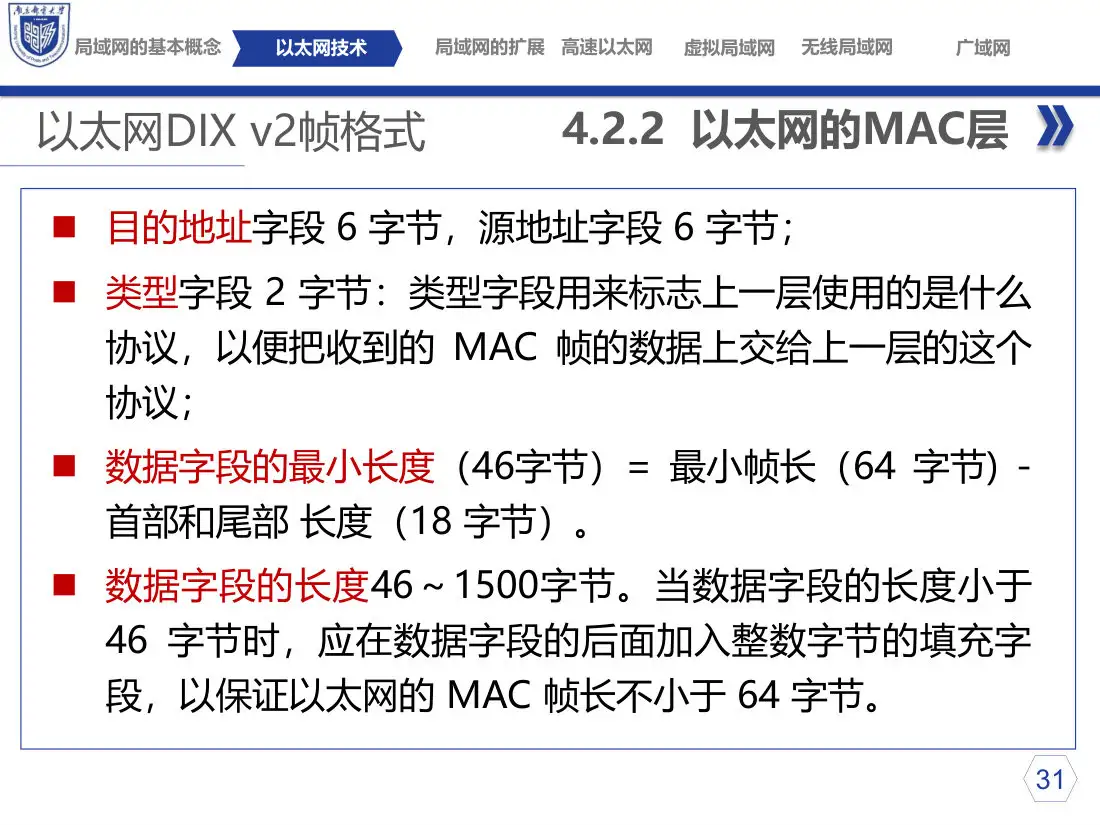 南京邮电大学
局域网的基本概念 以太网技术 局域网的扩展 高速以太网 虚拟局域网 无线局域网 广域网
以太网DIX v2帧格式 4.2.2 以太网的MAC层
目的地址字段 6 字节，源地址字段 6 字节；
类型字段 2 字节：类型字段用来标志上一层使用的是什么
协议，以便把收到的 MAC 帧的数据上交给上一层的这个
协议；
数据字段的最小长度（46字节）= 最小帧长（64 字节）-
首部和尾部 长度（18 字节）。
数据字段的长度46～1500字节。当数据字段的长度小于
46 字节时，应在数据字段的后面加入整数字节的填充字
段，以保证以太网的 MAC 帧长不小于 64 字节。
31